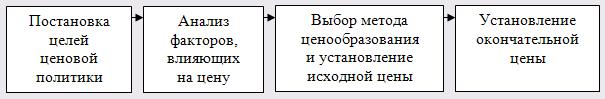 Постановка
целей
ценовой
политики
Анализ
факторов,
влияющих
на цену
Выбор метода
ценообразования
и установление
исходной цены
Установление
окончательной
цены